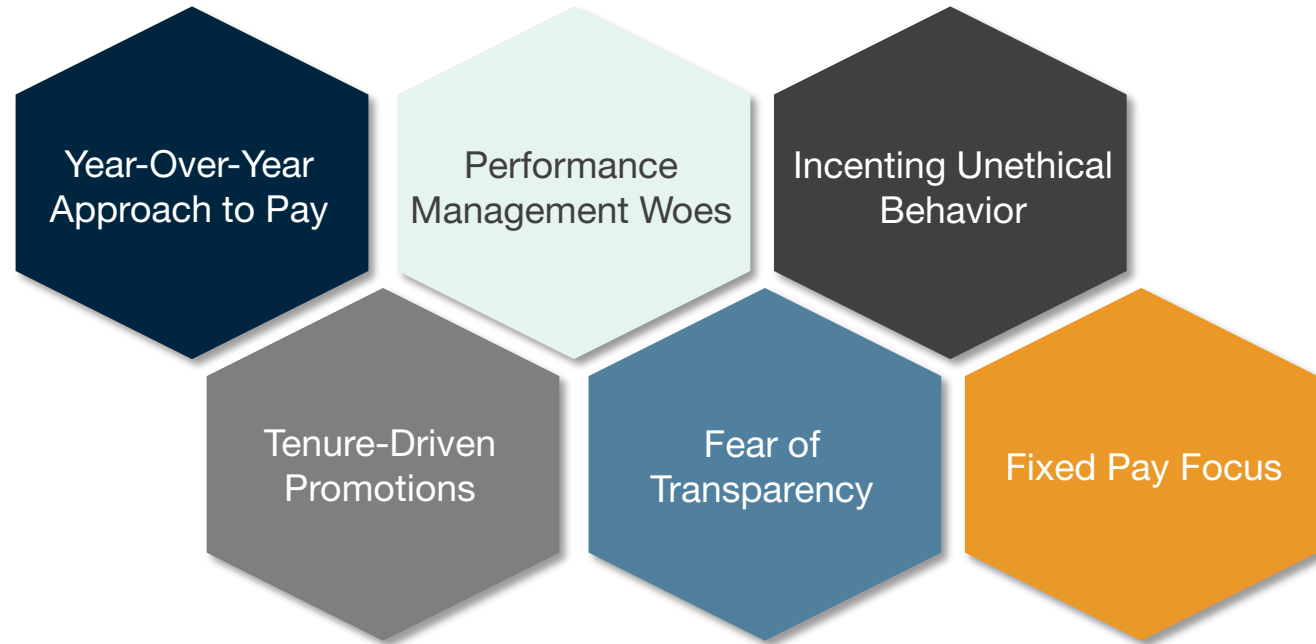 Year-Over-Year
Approach to Pay
Performance
Management Woes
Incenting Unethical
Behavior
Tenure-Driven
Promotions
Fear of
Transparency
Fixed Pay Focus